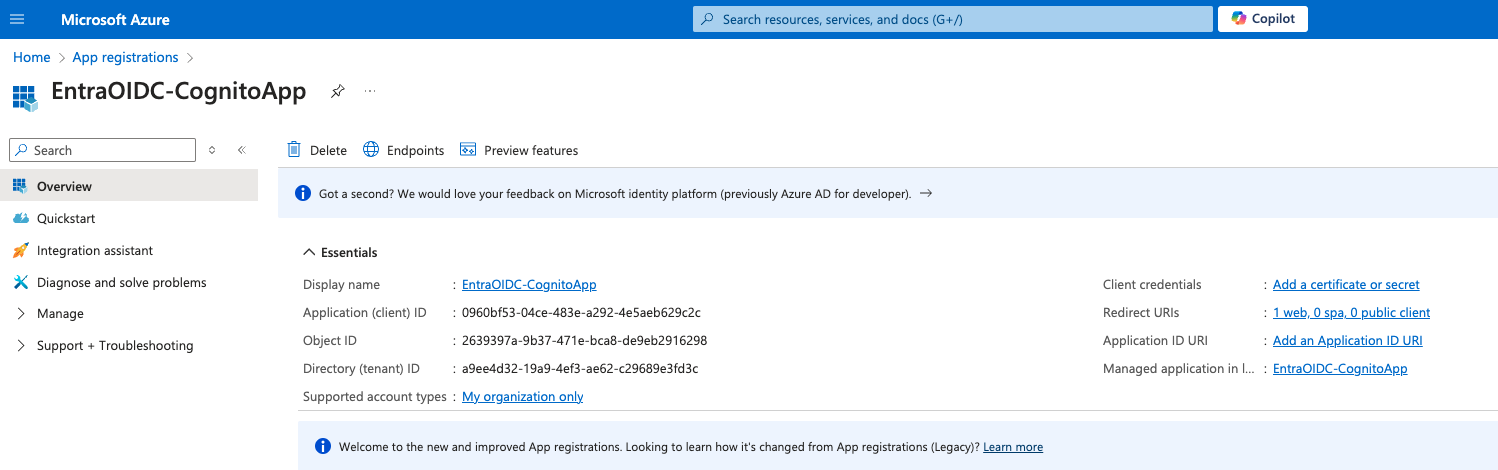 Microsoft Azure
Search resources, services, and docs (G+/)
Copilot
Home > App registrations >
EntraOIDC-CognitoApp
Search
Delete Endpoints Preview features
Overview
Got a second? We would love your feedback on Microsoft identity platform (previously Azure AD for developer). →
Quickstart
Integration assistant
Diagnose and solve problems
Manage
Support + Troubleshooting
Essentials
Display name : EntraOIDC-CognitoApp
Application (client) ID : 0960bf53-04ce-483e-a292-4e5aeb629c2c
Object ID : 2639397a-9b37-471e-bca8-de9eb2916298
Directory (tenant) ID : a9ee4d32-19a9-4ef3-ae62-c29689e3fd3c
Supported account types : My organization only
Client credentials : Add a certificate or secret
Redirect URIs : 1 web, 0 spa, 0 public client
Application ID URI : Add an Application ID URI
Managed application in l... : EntraOIDC-CognitoApp
Welcome to the new and improved App registrations. Looking to learn how it's changed from App registrations (Legacy)? Learn more